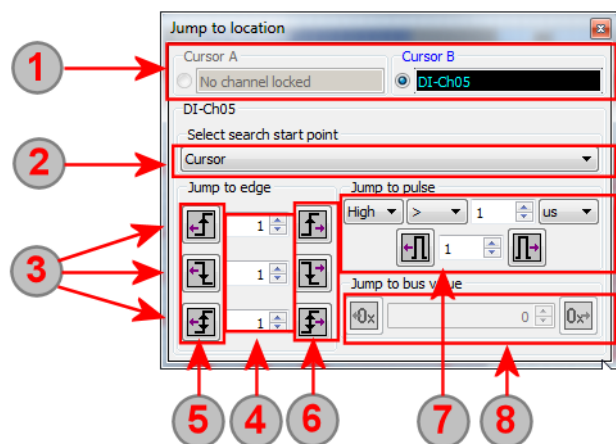 Jump to location
Cursor A
Cursor B
No channel locked
DI-Ch05
DI-Ch05
Select search start point
Cursor
Jump to edge
Jump to pulse
High > 1 us
1
1
1
1
Jump to bus value
0x 0 0x
1
2
3
5 4 6 7 8